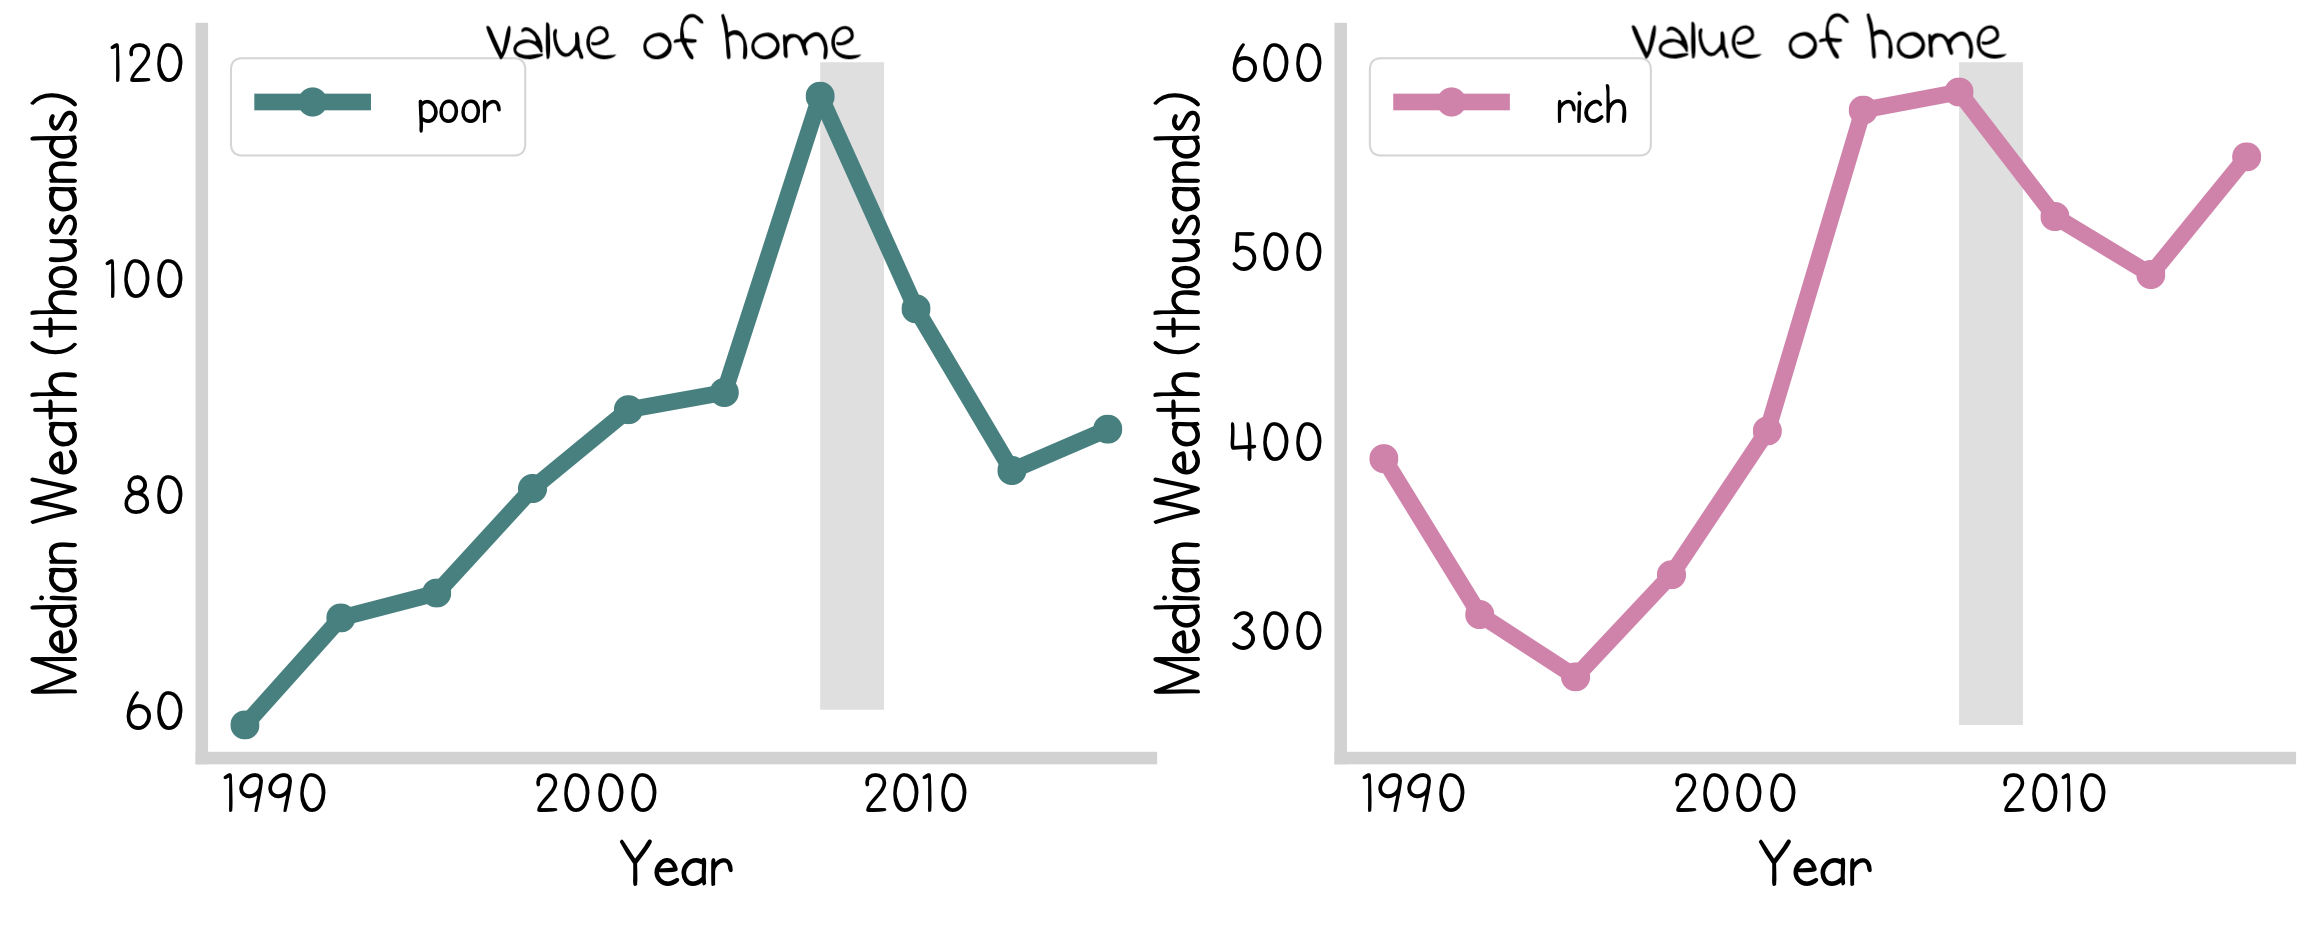 value of home
poor
Median Weath (thousands)
120
100
80
60
1990 2000 2010
Year
value of home
rich
Median Weath (thousands)
600
500
400
300
1990 2000 2010
Year